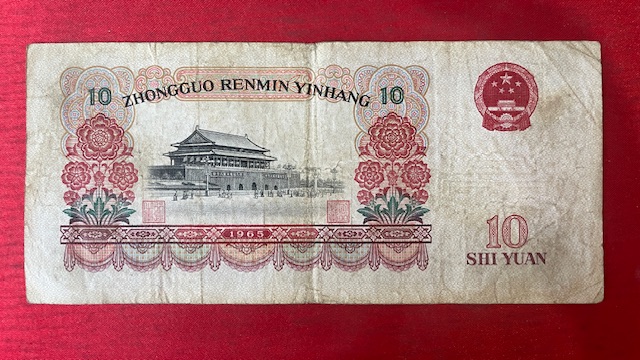 10 ZHONGGUO RENMIN YINHANG 10
1965
10
SHI YUAN